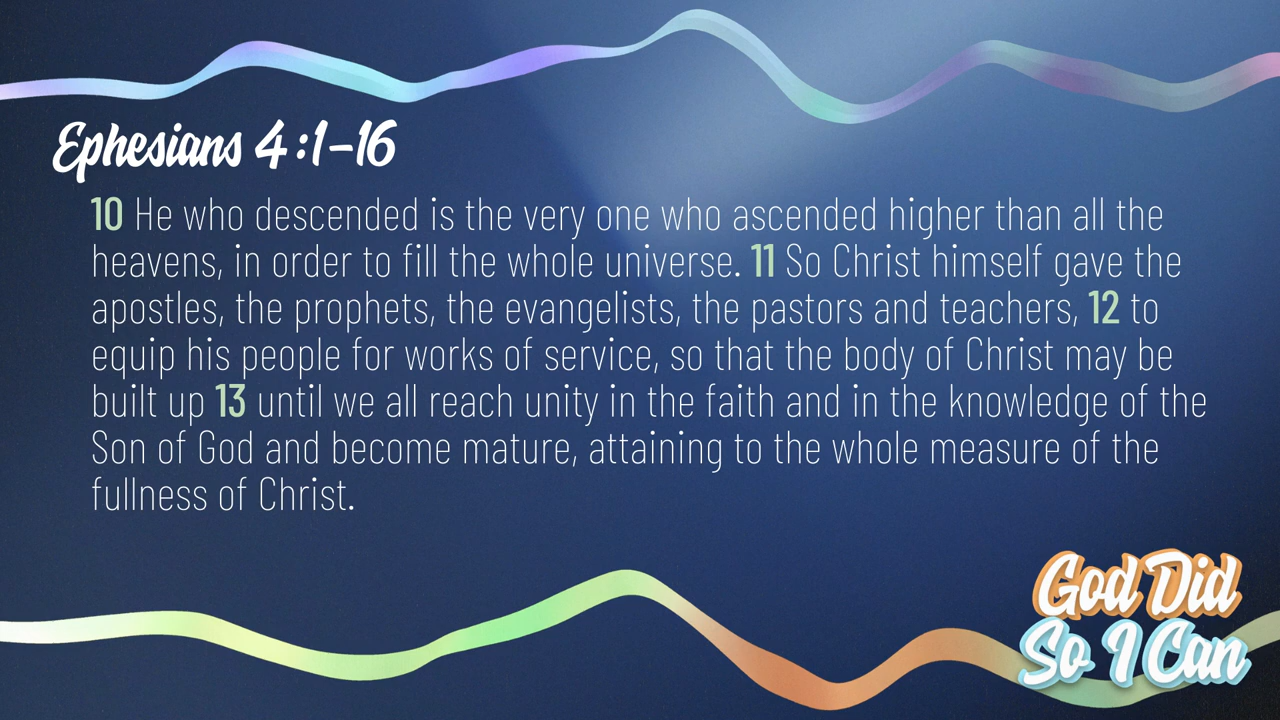 Ephesians 4:1–16
10 He who descended is the very one who ascended higher than all the
heavens, in order to fill the whole universe. 11 So Christ himself gave the
apostles, the prophets, the evangelists, the pastors and teachers, 12 to
equip his people for works of service, so that the body of Christ may be
built up 13 until we all reach unity in the faith and in the knowledge of the
Son of God and become mature, attaining to the whole measure of the
fullness of Christ.
God Did
So I Can